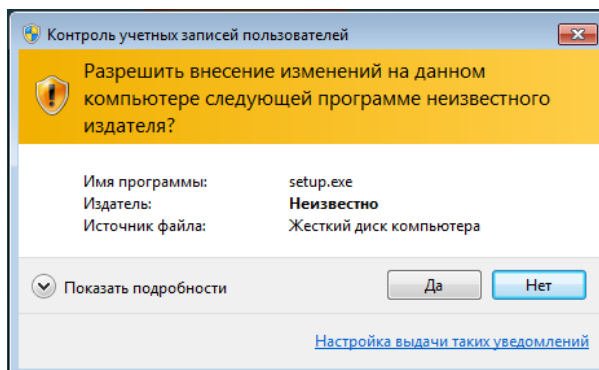 Контроль учетных записей пользователей
Разрешить внесение изменений на данном
компьютере следующей программе неизвестного
издателя?
Имя программы: setup.exe
Издатель: Неизвестно
Источник файла: Жесткий диск компьютера
Показать подробности Да Нет
Настройка выдачи таких уведомлений